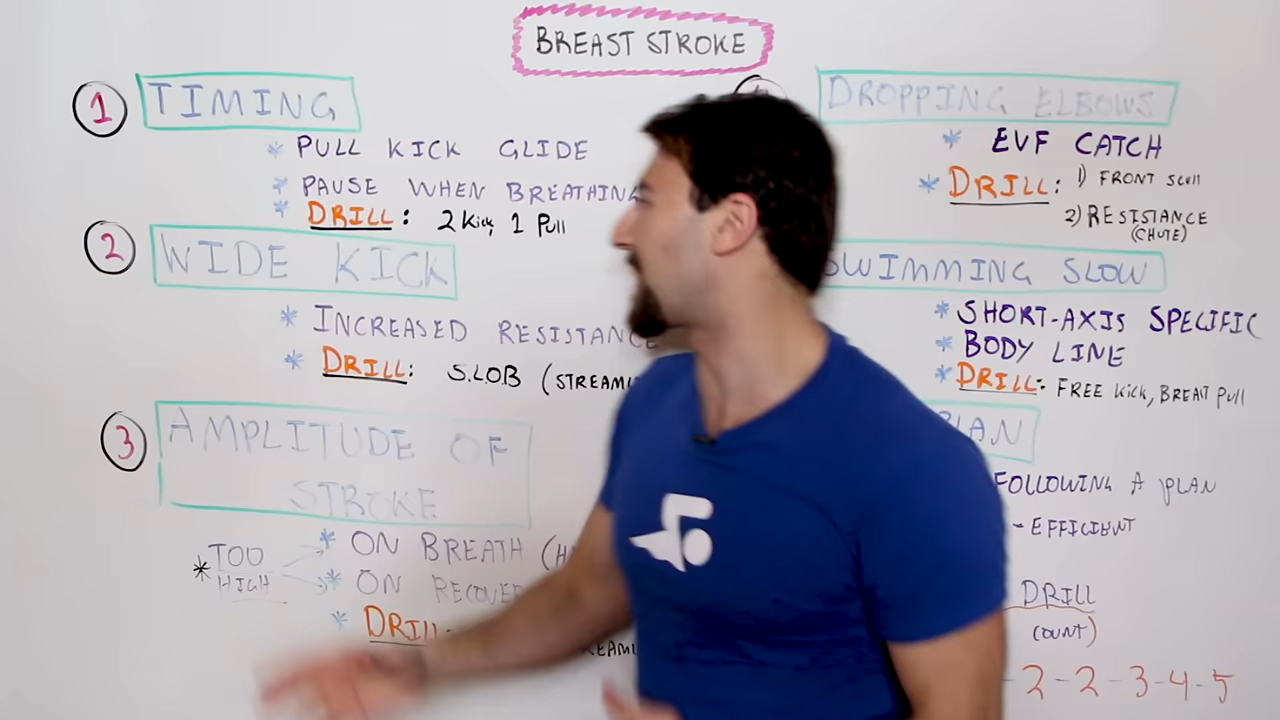 BREAST STROKE
1 TIMING
* PULL KICK GLIDE
* PAUSE WHEN BREATHING
* DRILL: 2 Kick, 1 Pull
2 WIDE KICK
* INCREASED RESISTANCE
* DRILL: S.L.O.B (STREAML
3 AMPLITUDE OF
STROKE
* TOO
HIGH
* ON BREATH (H
* ON RECOVE
* DRILL:
REAML
DROPPING ELBOWS
* EVF CATCH
* DRILL: 1) FRONT SCULL
2) RESISTANCE
(CHUTE)
SWIMMING SLOW
* SHORT-AXIS SPECIFIC
* BODY LINE
* DRILL: FREE KICK, BREAST PULL
LAN
FOLLOWING A PLAN
- EFFICIENT
DRILL
COUNT)
- 2 - 2 - 3 - 4 - 5